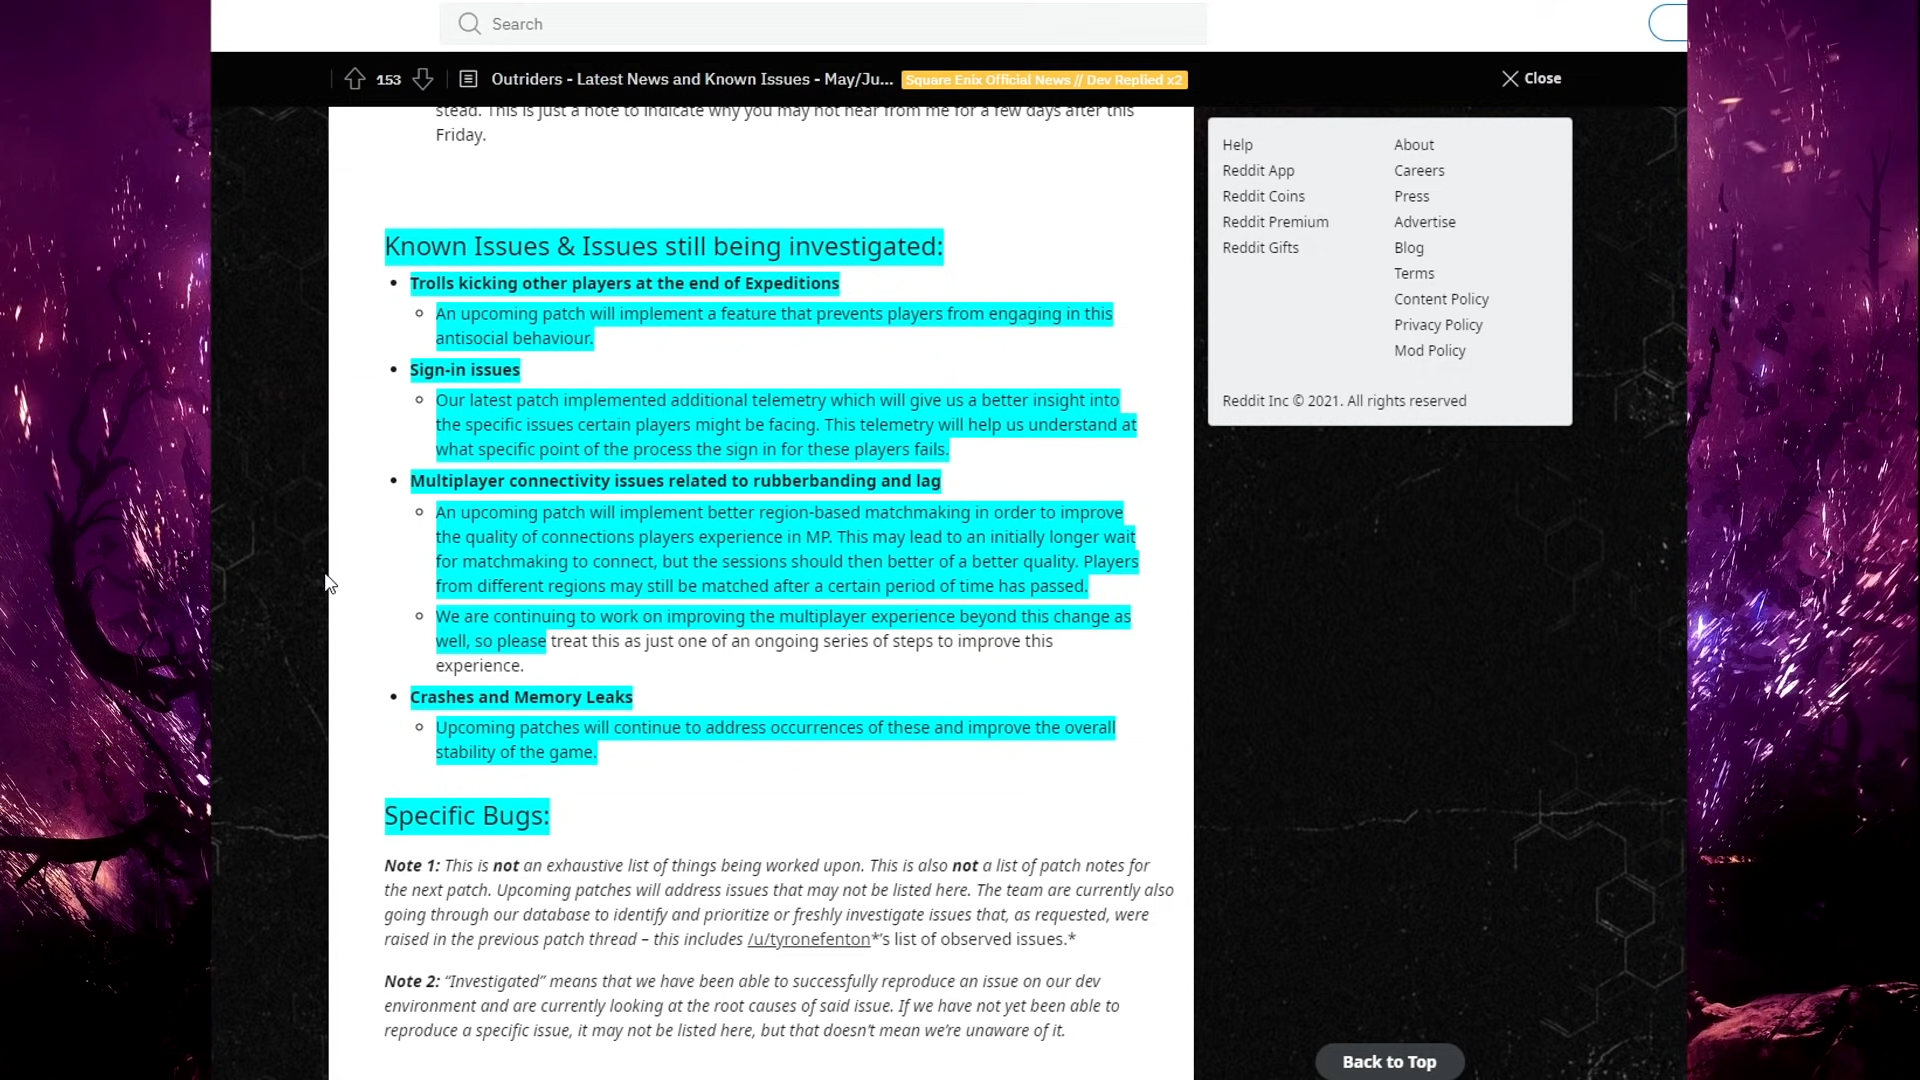 Search
153
Outriders - Latest News and Known Issues - May/Ju...
Square Enix Official News // Dev Replied x2
Close
stead. This is just a note to indicate why you may not hear from me for a few days after this
Friday.
Known Issues & Issues still being investigated:
Trolls kicking other players at the end of Expeditions
An upcoming patch will implement a feature that prevents players from engaging in this
antisocial behaviour.
Sign-in issues
Our latest patch implemented additional telemetry which will give us a better insight into
the specific issues certain players might be facing. This telemetry will help us understand at
what specific point of the process the sign in for these players fails.
Multiplayer connectivity issues related to rubberbanding and lag
An upcoming patch will implement better region-based matchmaking in order to improve
the quality of connections players experience in MP. This may lead to an initially longer wait
for matchmaking to connect, but the sessions should then better of a better quality. Players
from different regions may still be matched after a certain period of time has passed.
We are continuing to work on improving the multiplayer experience beyond this change as
well, so please treat this as just one of an ongoing series of steps to improve this
experience.
Crashes and Memory Leaks
Upcoming patches will continue to address occurrences of these and improve the overall
stability of the game.
Specific Bugs:
Note 1: This is not an exhaustive list of things being worked upon. This is also not a list of patch notes for
the next patch. Upcoming patches will address issues that may not be listed here. The team are currently also
going through our database to identify and prioritize or freshly investigate issues that, as requested, were
raised in the previous patch thread – this includes /u/tyronefenton*'s list of observed issues.*
Note 2: “Investigated” means that we have been able to successfully reproduce an issue on our dev
environment and are currently looking at the root causes of said issue. If we have not yet been able to
reproduce a specific issue, it may not be listed here, but that doesn’t mean we’re unaware of it.
Help
Reddit App
Reddit Coins
Reddit Premium
Reddit Gifts
About
Careers
Press
Advertise
Blog
Terms
Content Policy
Privacy Policy
Mod Policy
Reddit Inc © 2021. All rights reserved
Back to Top